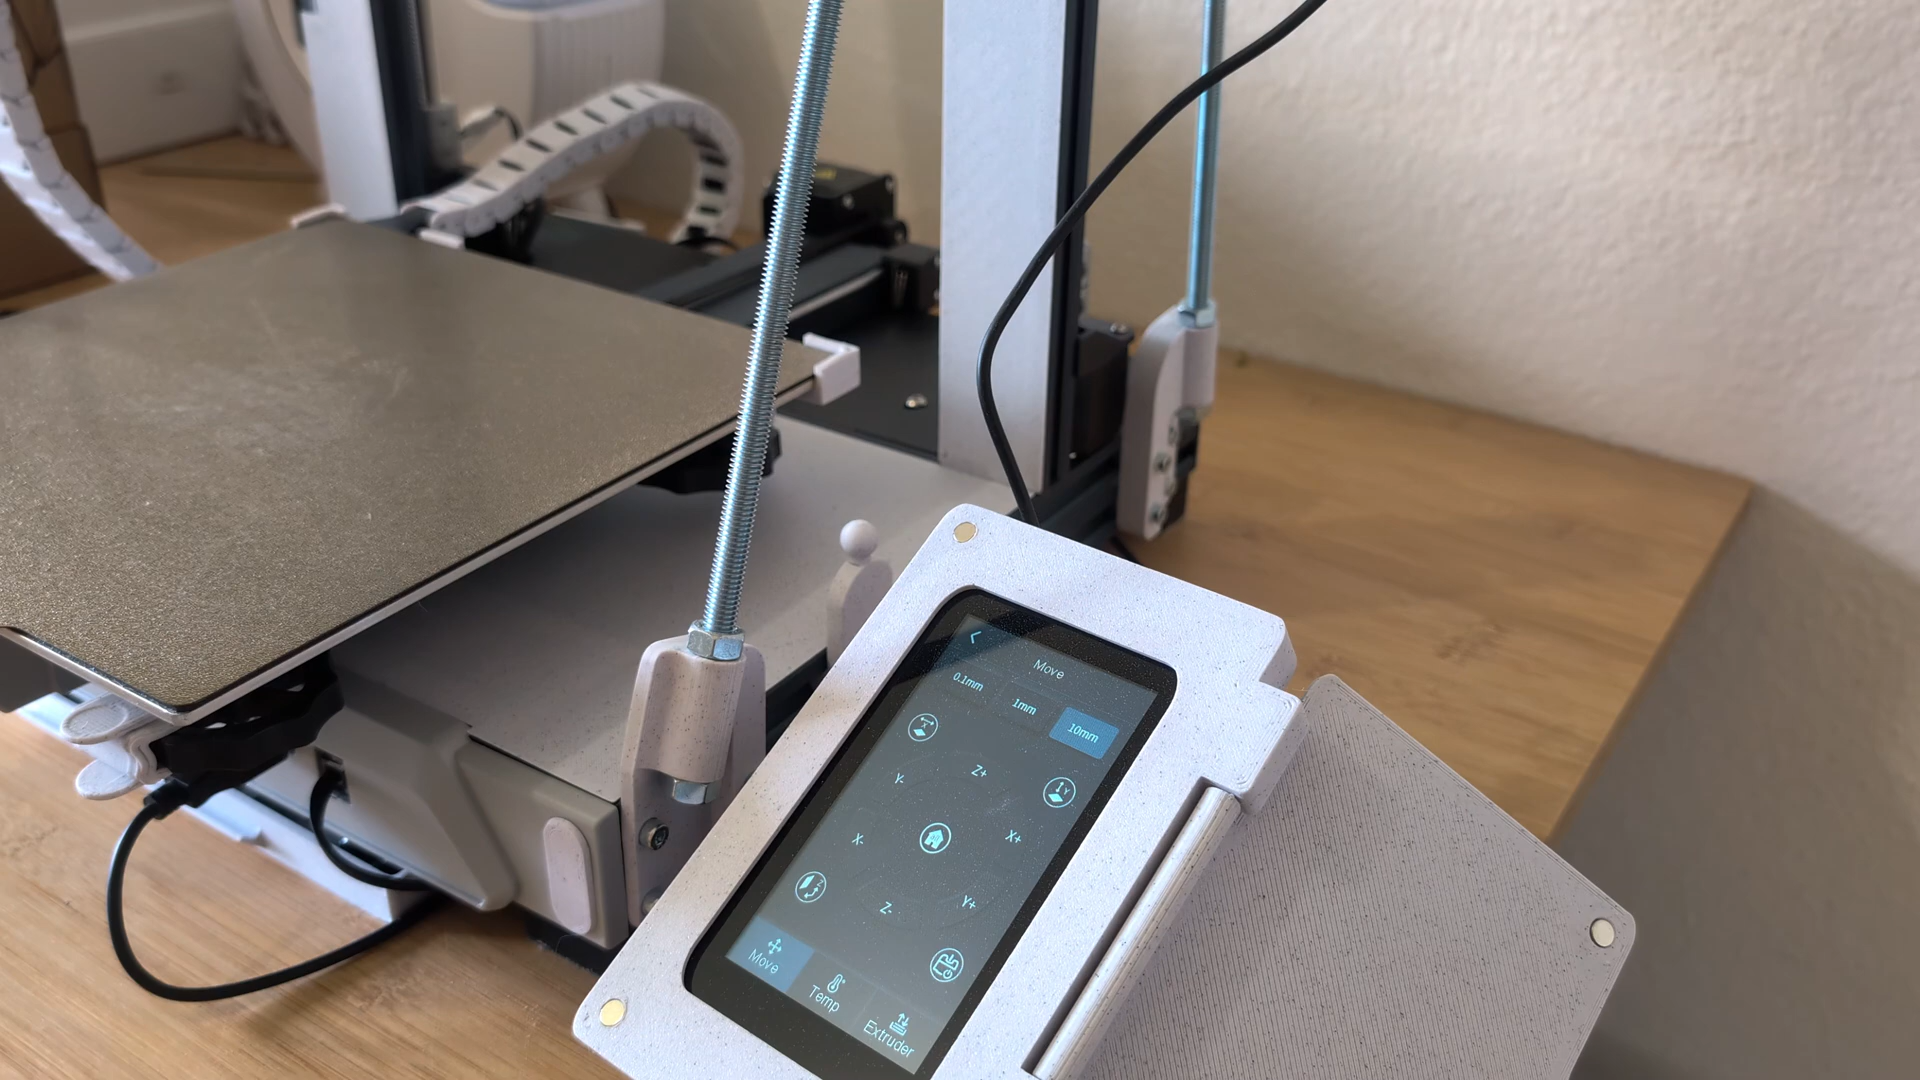 Move
0.1mm
1mm
10mm
Y-
Z+
Y
X-
X+
Z
Z-
Y+
Move
Temp
Extruder